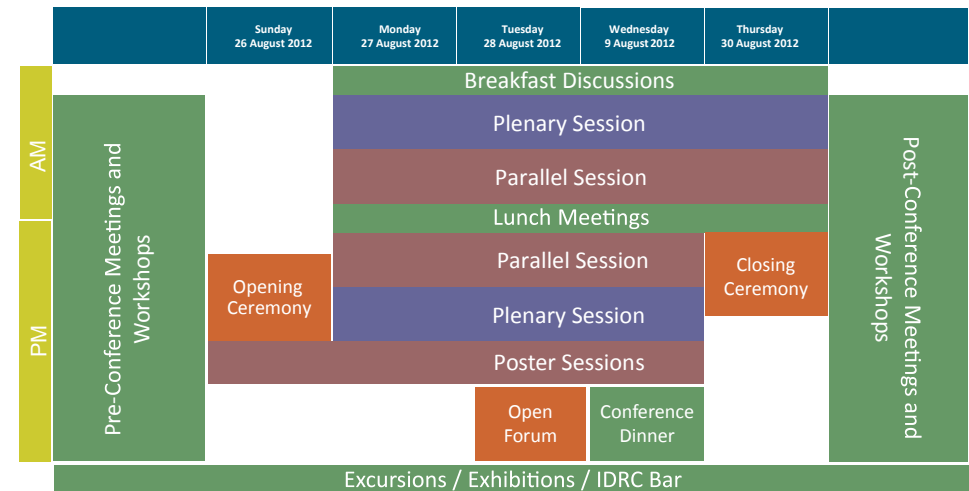 Sunday
26 August 2012
Monday
27 August 2012
Tuesday
28 August 2012
Wednesday
9 August 2012
Thursday
30 August 2012
AM
PM
Pre-Conference Meetings and
Workshops
Breakfast Discussions
Plenary Session
Parallel Session
Lunch Meetings
Parallel Session
Plenary Session
Opening
Ceremony
Closing
Ceremony
Poster Sessions
Open
Forum
Conference
Dinner
Post-Conference Meetings and
Workshops
Excursions / Exhibitions / IDRC Bar